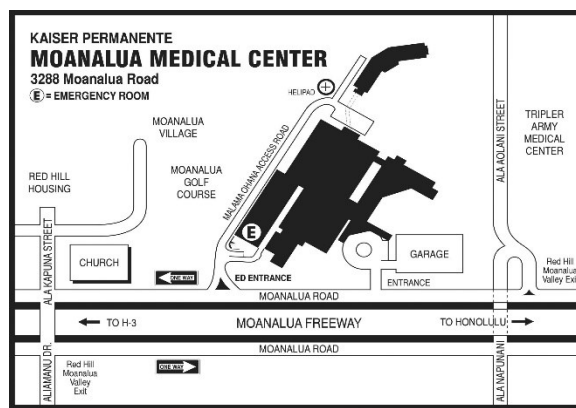 KAISER PERMANENTE
MOANALUA MEDICAL CENTER
3288 Moanalua Road
E = EMERGENCY ROOM
HELIPAD
MOANALUA
VILLAGE
RED HILL
HOUSING
MOANALUA
GOLF
COURSE
MALAMA OHANA ACCESS ROAD
ALA AOLANI STREET
TRIPLER
ARMY
MEDICAL
CENTER
ALA KAPUNA STREET
CHURCH
E
GARAGE
Red Hill
Moanalua
Valley Exit
ONE WAY
ED ENTRANCE
ENTRANCE
MOANALUA ROAD
TO H-3
MOANALUA FREEWAY
TO HONOLULU
MOANALUA ROAD
ALIAMANU DR.
Red Hill
Moanalua
Valley
Exit
ONE WAY
ALA NAPUNANI